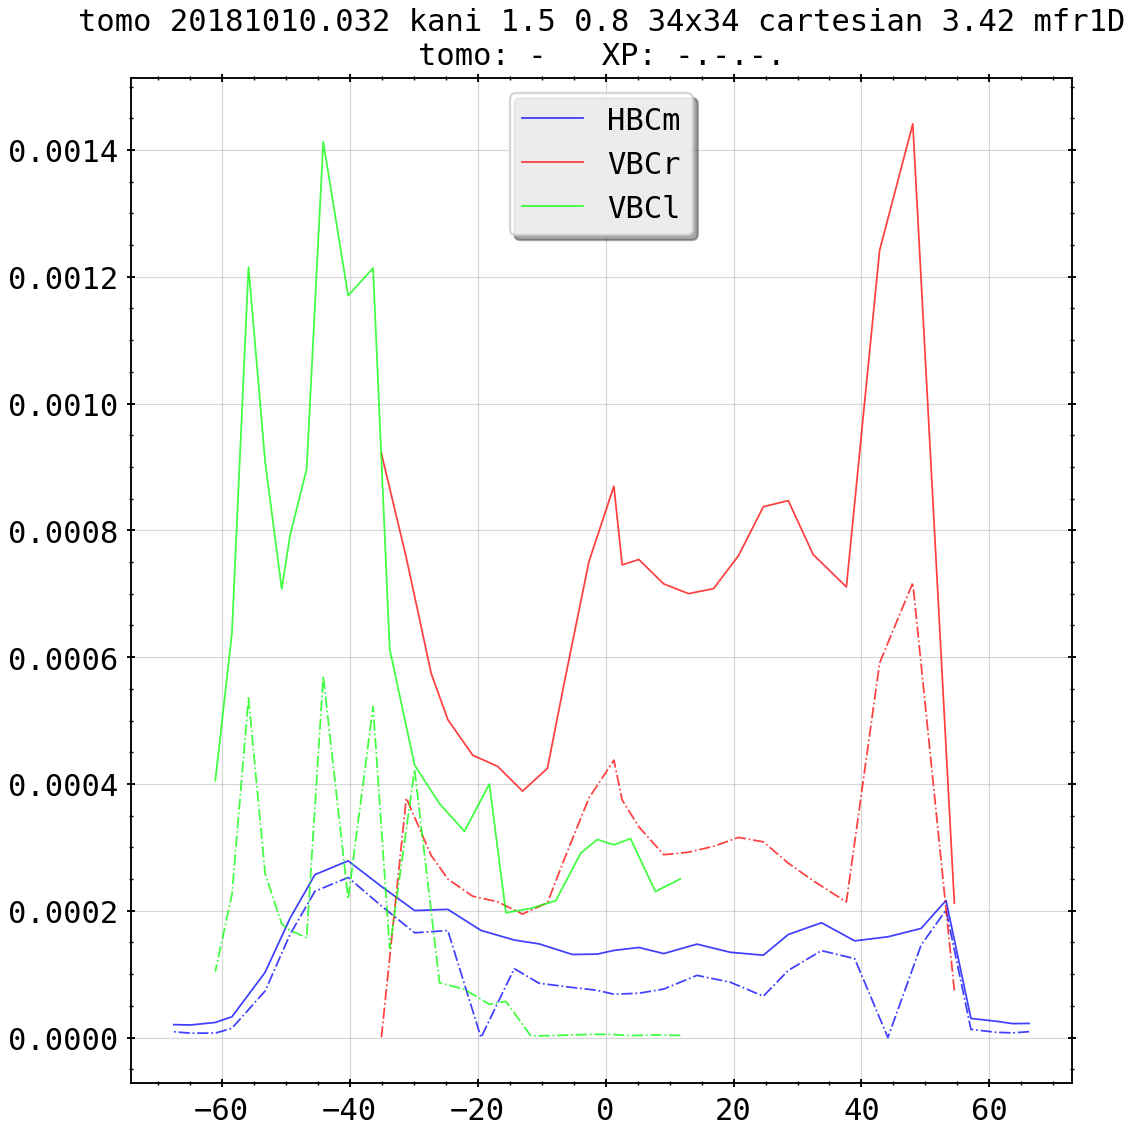 tomo 20181010.032 kani 1.5 0.8 34x34 cartesian 3.42 mfr1D
tomo: -   XP: -.-.-.
HBCm
VBCr
VBCl
0.0014
0.0012
0.0010
0.0008
0.0006
0.0004
0.0002
0.0000
−60 −40 −20 0 20 40 60